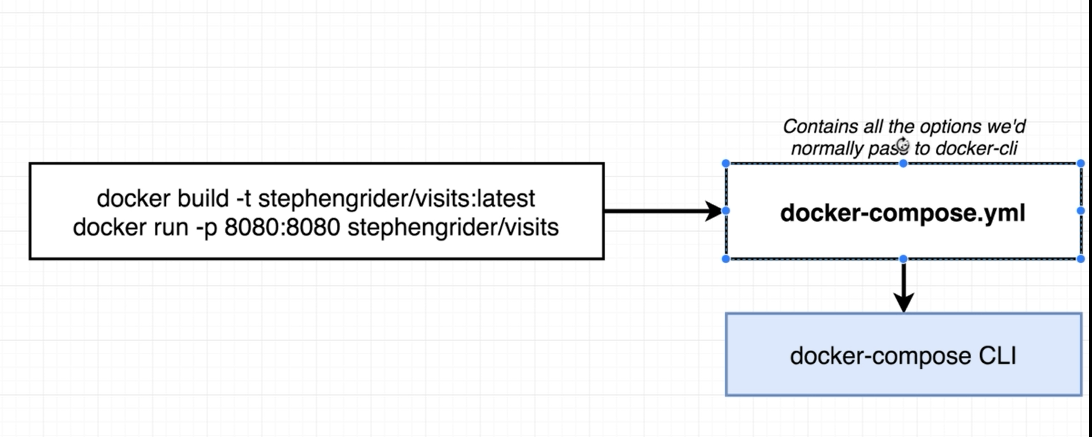 Contains all the options we'd
normally pass to docker-cli
docker build -t stephengrider/visits:latest
docker run -p 8080:8080 stephengrider/visits
docker-compose.yml
docker-compose CLI